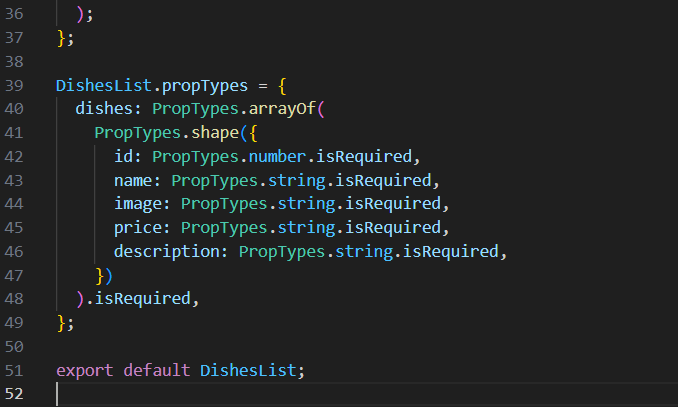 36 );
37 };
38
39 DishesList.propTypes = {
40 dishes: PropTypes.arrayOf(
41 PropTypes.shape({
42 id: PropTypes.number.isRequired,
43 name: PropTypes.string.isRequired,
44 image: PropTypes.string.isRequired,
45 price: PropTypes.string.isRequired,
46 description: PropTypes.string.isRequired,
47 })
48 ).isRequired,
49 };
50
51 export default DishesList;
52